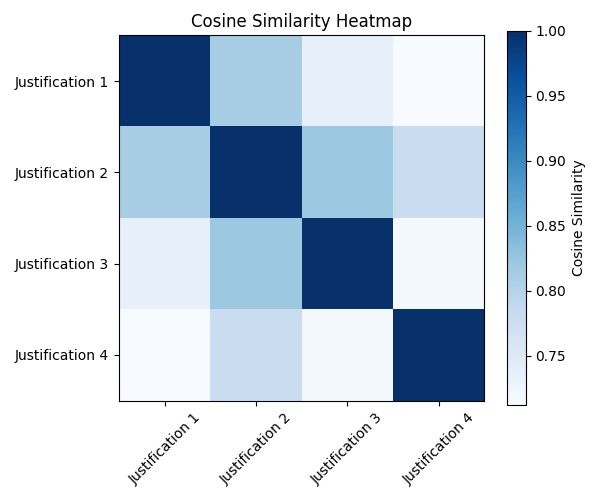 Cosine Similarity Heatmap
Justification 1
Justification 2
Justification 3
Justification 4
Justification 1
Justification 2
Justification 3
Justification 4
1.00
0.95
0.90
0.85
0.80
0.75
Cosine Similarity